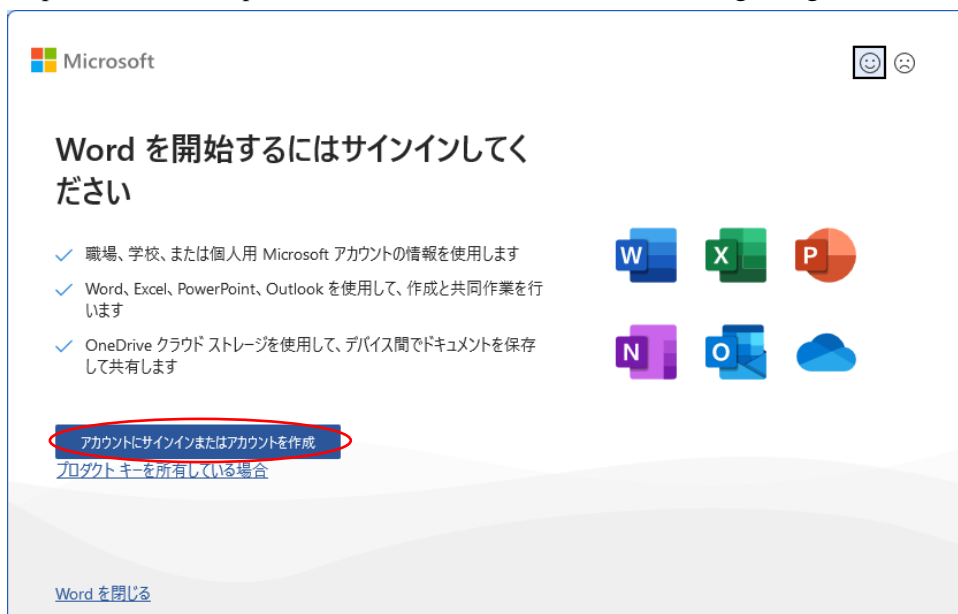 Microsoft
Word を開始するにはサインインしてく
ださい
職場、学校、または個人用 Microsoft アカウントの情報を使用します
Word、Excel、PowerPoint、Outlook を使用して、作成と共同作業を行
います
OneDrive クラウド ストレージを使用して、デバイス間でドキュメントを保存
して共有します
W
X
P
N
O
アカウントにサインインまたはアカウントを作成
プロダクト キーを所有している場合
Word を閉じる